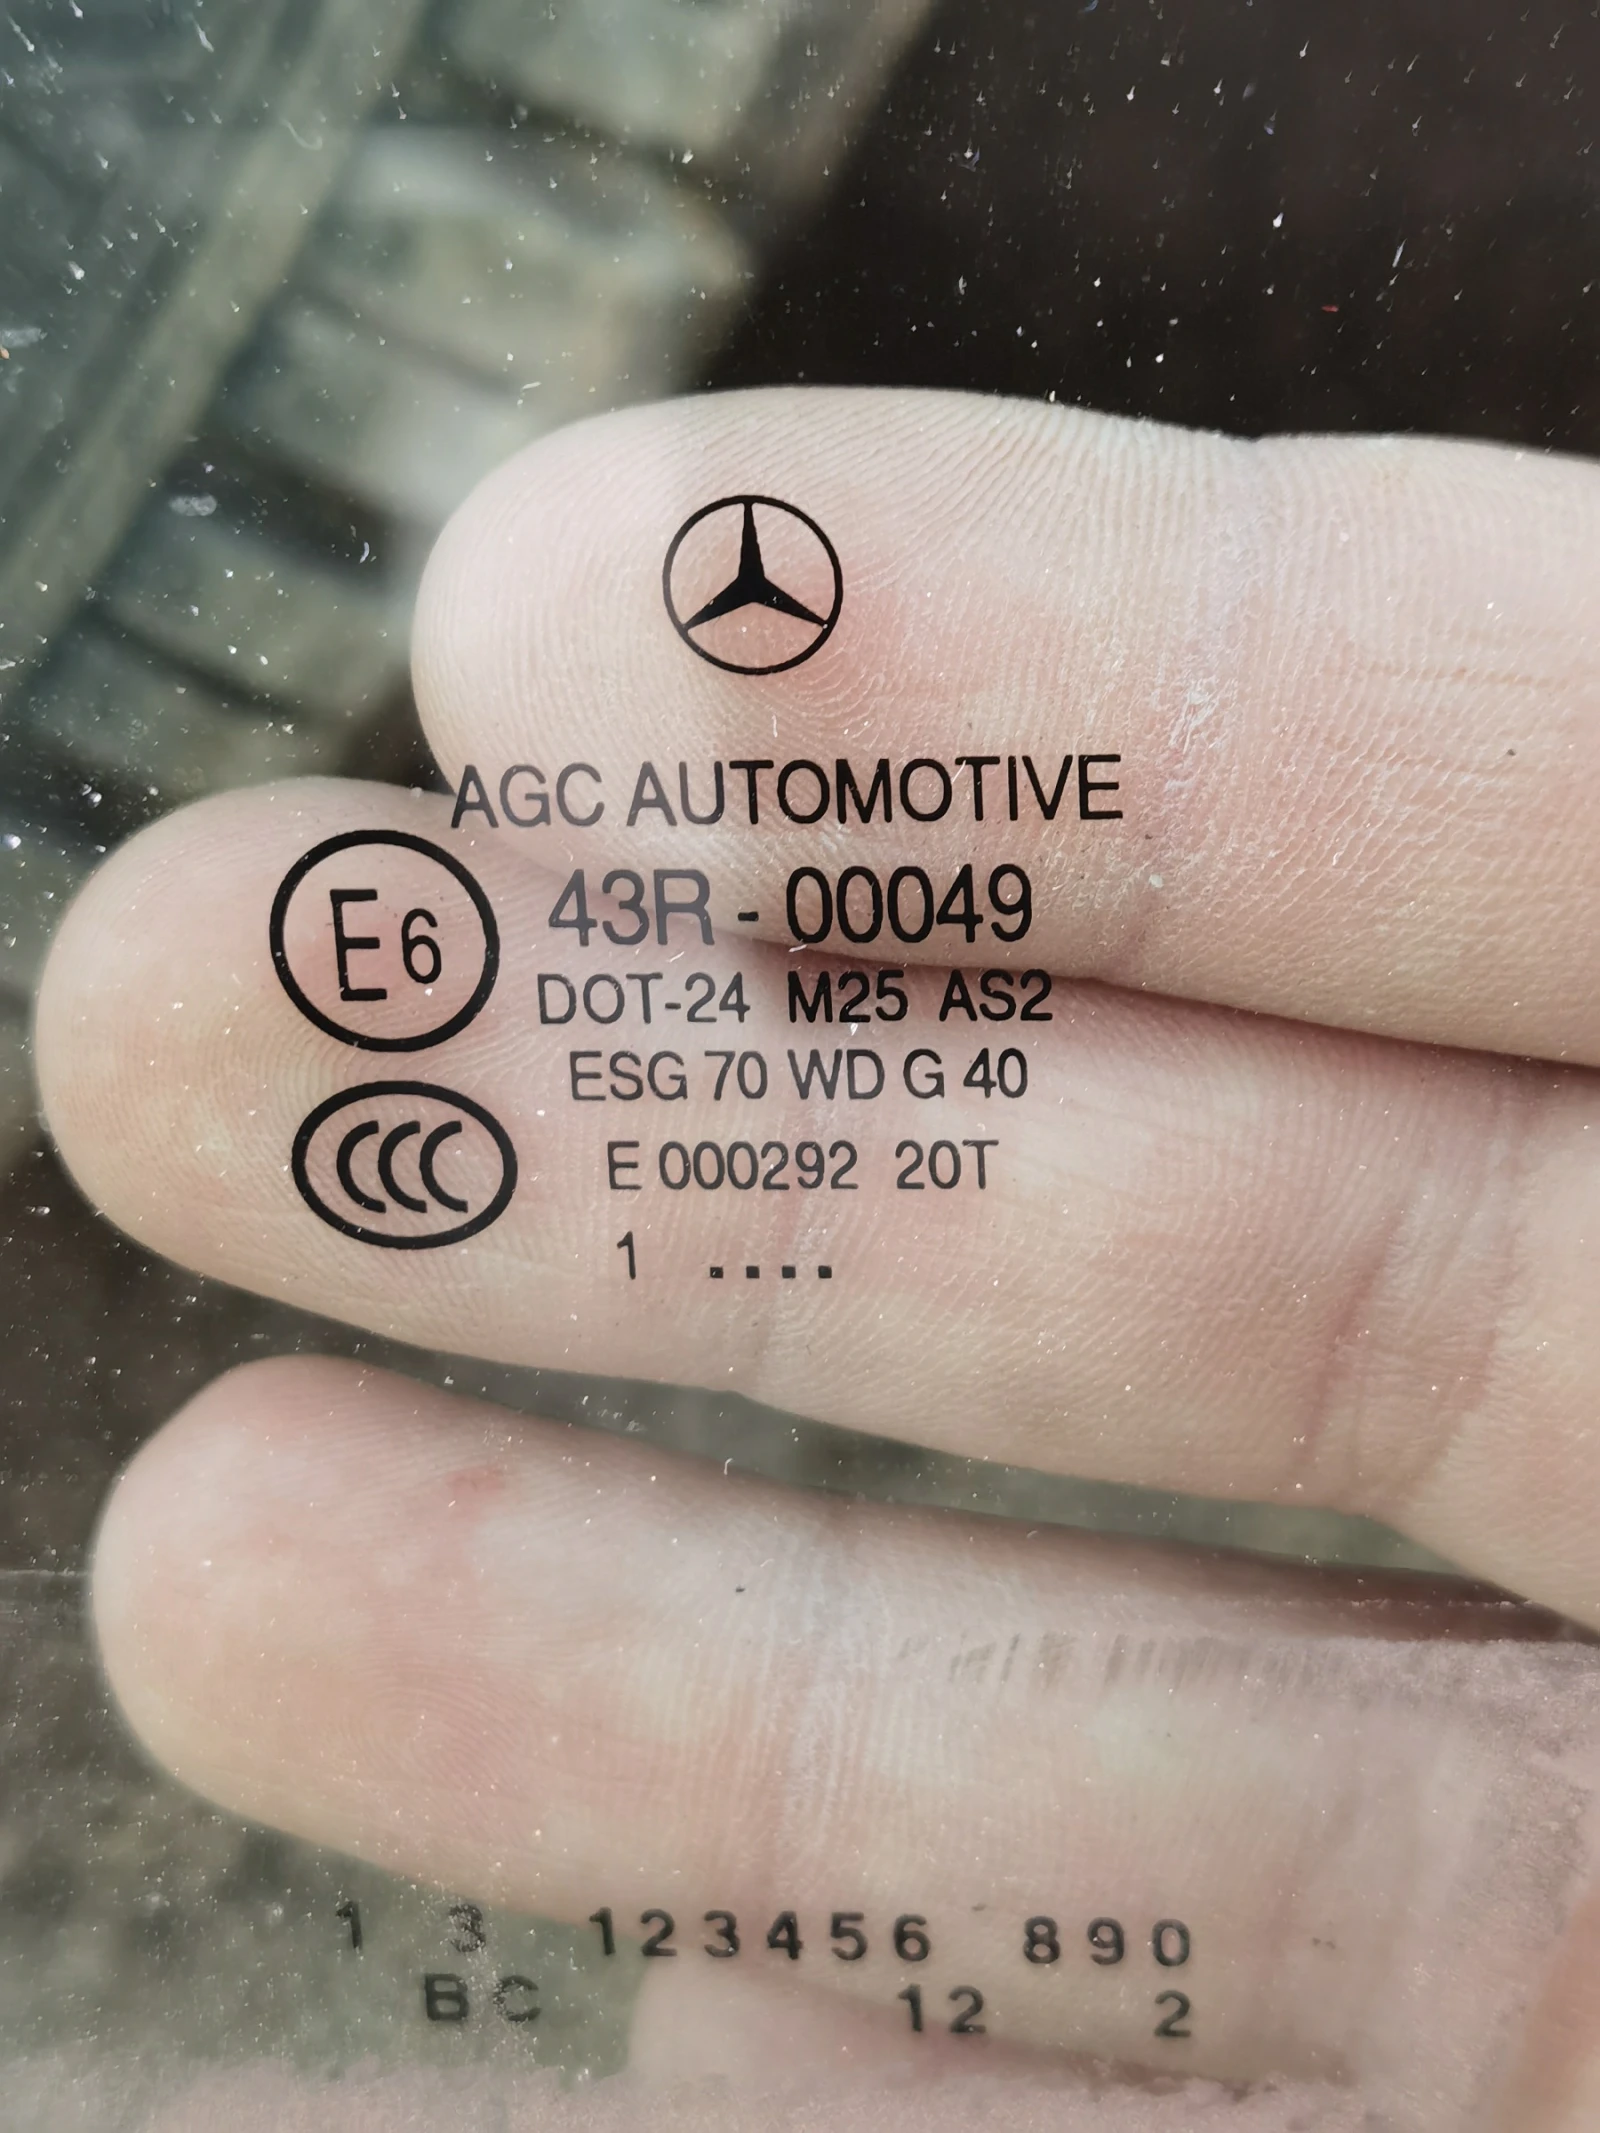 AGC AUTOMOTIVE
E6
43R - 00049
DOT-24 M25 AS2
ESG 70 WD G 40
CCC
E 000292 20T
1 ....
1 3 123456 890
BC 12 2